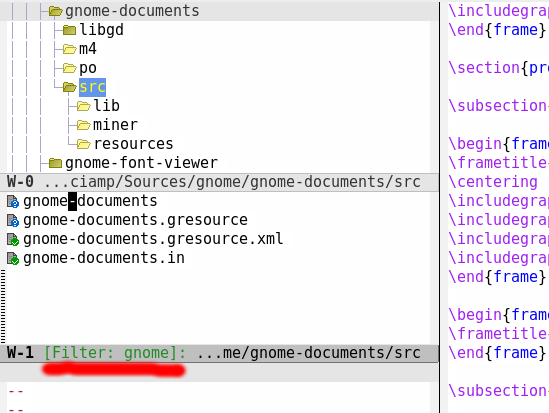 gnome-documents
libgd
m4
po
src
lib
miner
resources
gnome-font-viewer
W-0 ...ciamp/Sources/gnome/gnome-documents/src
gnome-documents
gnome-documents.gresource
gnome-documents.gresource.xml
gnome-documents.in
W-1 [Filter: gnome]: ...me/gnome-documents/src
--
--
\includegrap
\end{frame}
\section{pro
\subsection
\begin{frame
\frametitle
\centering
\includegrap
\includegrap
\includegrap
\includegrap
\end{frame}
\begin{frame
\frametitle
\end{frame}
\subsection